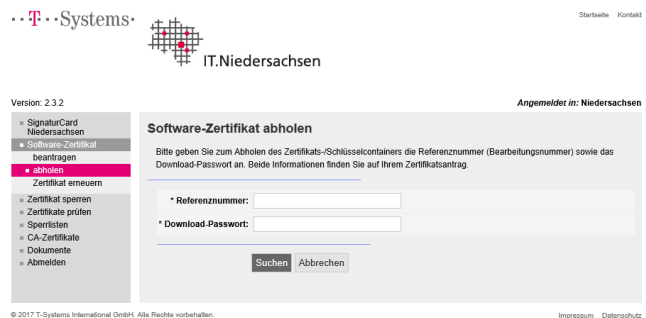 ··T··Systems·
Startseite Kontakt
IT.Niedersachsen
Version: 2.3.2
Angemeldet in: Niedersachsen
SignaturCard
Niedersachsen
Software-Zertifikat
beantragen
abholen
Zertifikat erneuern
Zertifikat sperren
Zertifikate prüfen
Sperrlisten
CA-Zertifikate
Dokumente
Abmelden
Software-Zertifikat abholen
Bitte geben Sie zum Abholen des Zertifikats-/Schlüsselcontainers die Referenznummer (Bearbeitungsnummer) sowie das
Download-Passwort an. Beide Informationen finden Sie auf Ihrem Zertifikatsantrag.
* Referenznummer:
* Download-Passwort:
Suchen Abbrechen
© 2017 T-Systems International GmbH. Alle Rechte vorbehalten.
Impressum Datenschutz